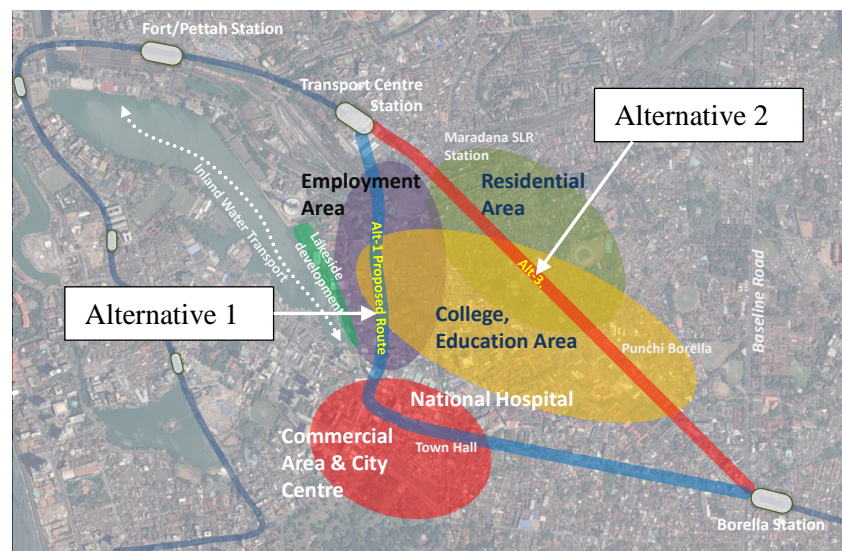 Fort/Pettah Station
Transport Centre
Station
Alternative 2
Maradana SLR
Station
Employment
Area
Residential
Area
Inland Water Transport
Lakeside
development
Alt-1 Proposed Route
Alt-3.
Alternative 1
College,
Education Area
Baseline Road
Punchi Borella
National Hospital
Commercial
Area & City
Centre
Town Hall
Borella Station